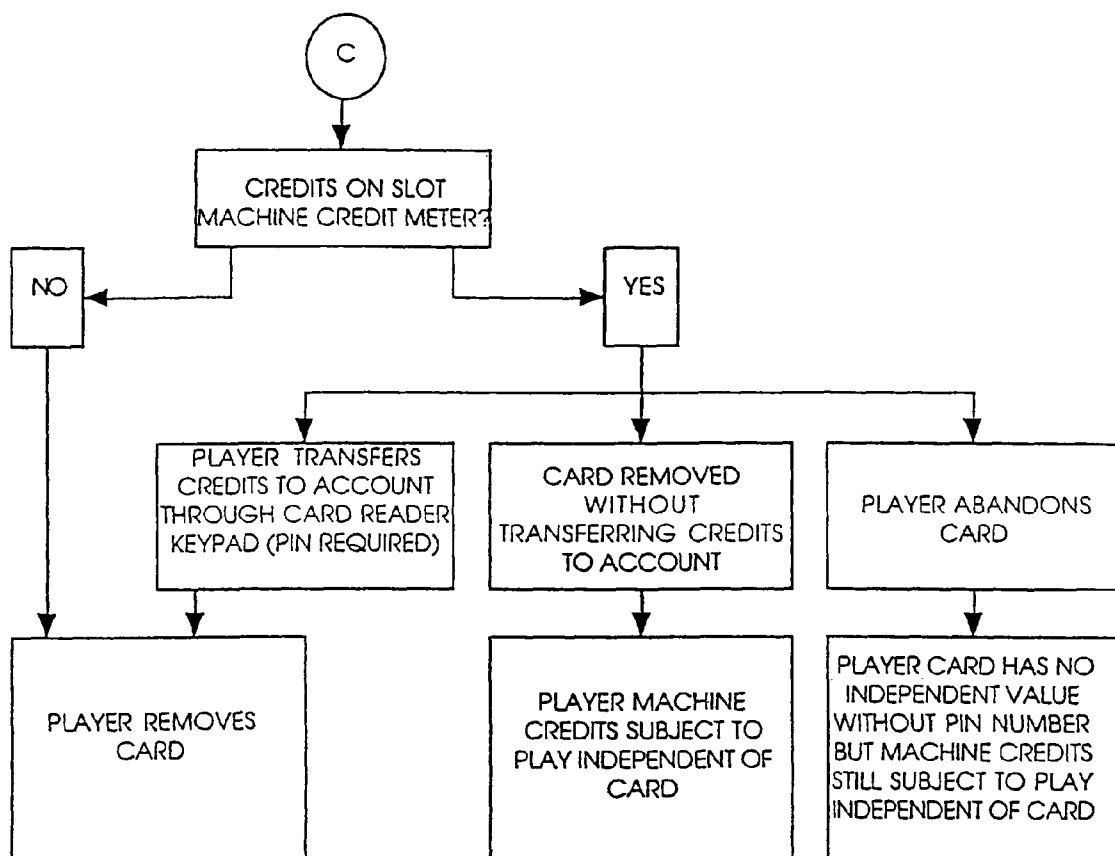 C
CREDITS ON SLOT
MACHINE CREDIT METER?
NO
YES
PLAYER TRANSFERS
CREDITS TO ACCOUNT
THROUGH CARD READER
KEYPAD (PIN REQUIRED)
CARD REMOVED
WITHOUT
TRANSFERRING CREDITS
TO ACCOUNT
PLAYER ABANDONS
CARD
PLAYER REMOVES
CARD
PLAYER MACHINE
CREDITS SUBJECT TO
PLAY INDEPENDENT OF
CARD
PLAYER CARD HAS NO
INDEPENDENT VALUE
WITHOUT PIN NUMBER
BUT MACHINE CREDITS
STILL SUBJECT TO PLAY
INDEPENDENT OF CARD